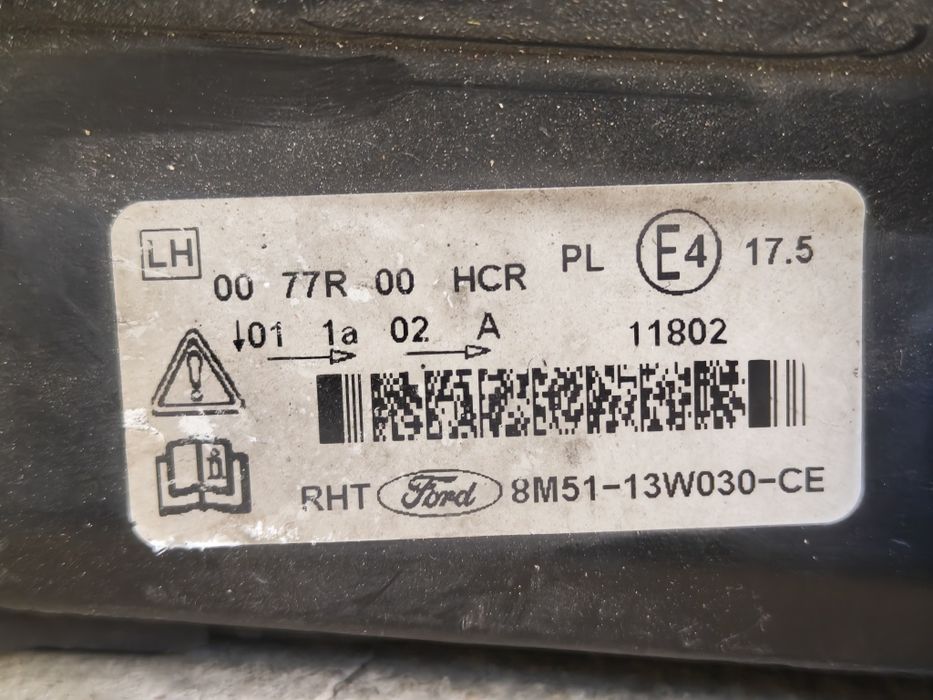 LH
00 77R 00 HCR PL E4 17.5
↓01 1a 02 A 11802
RHT Ford 8M51-13W030-CE